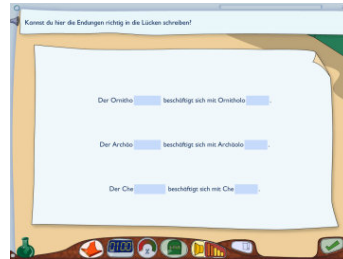 Kannst du hier die Endungen richtig in die Lücken schreiben?
Der Ornitho beschäftigt sich mit Ornitholo .
Der Archäo beschäftigt sich mit Archäolo .
Der Che beschäftigt sich mit Che .